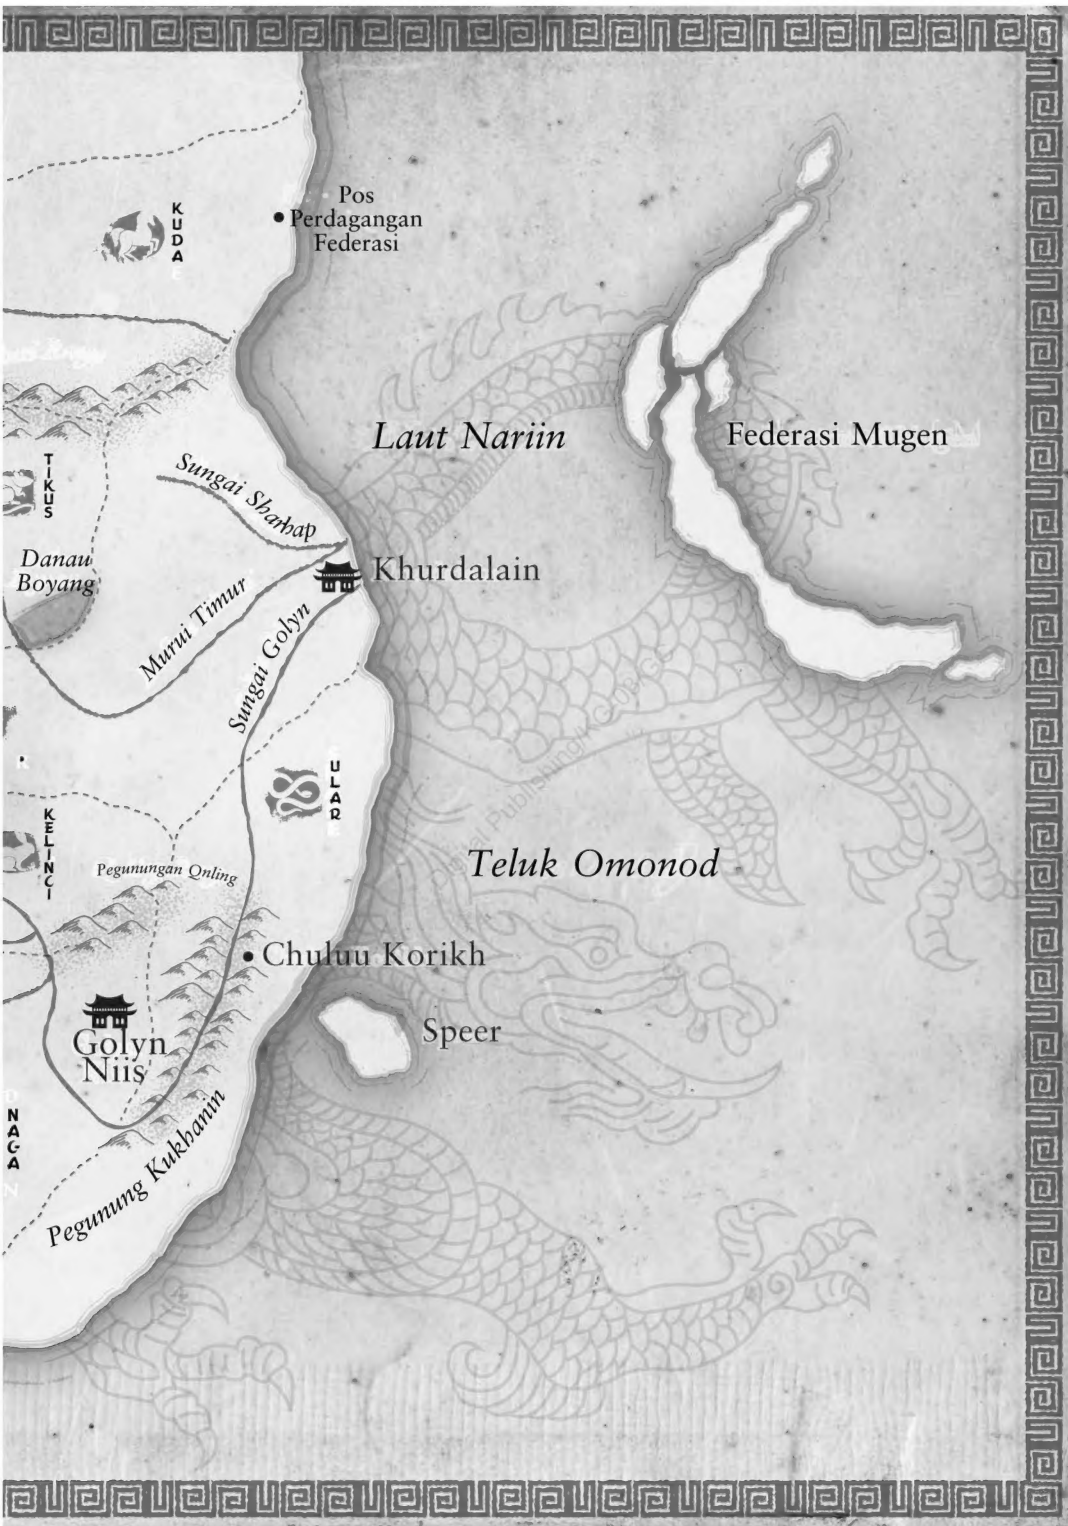 Pos
Perdagangan
Federasi
KUDA
Laut Nariin
Federasi Mugen
TIKUS
Sungai Sharhap
Danau
Boyang
Khurdalain
Murui Timur
Sungai Golyn
ULAR
KELINCI
Pegunungan Qnling
Teluk Omonod
Chuluu Korikh
Golyn
Niis
Speer
NAGA
Pegunung Kukhanin